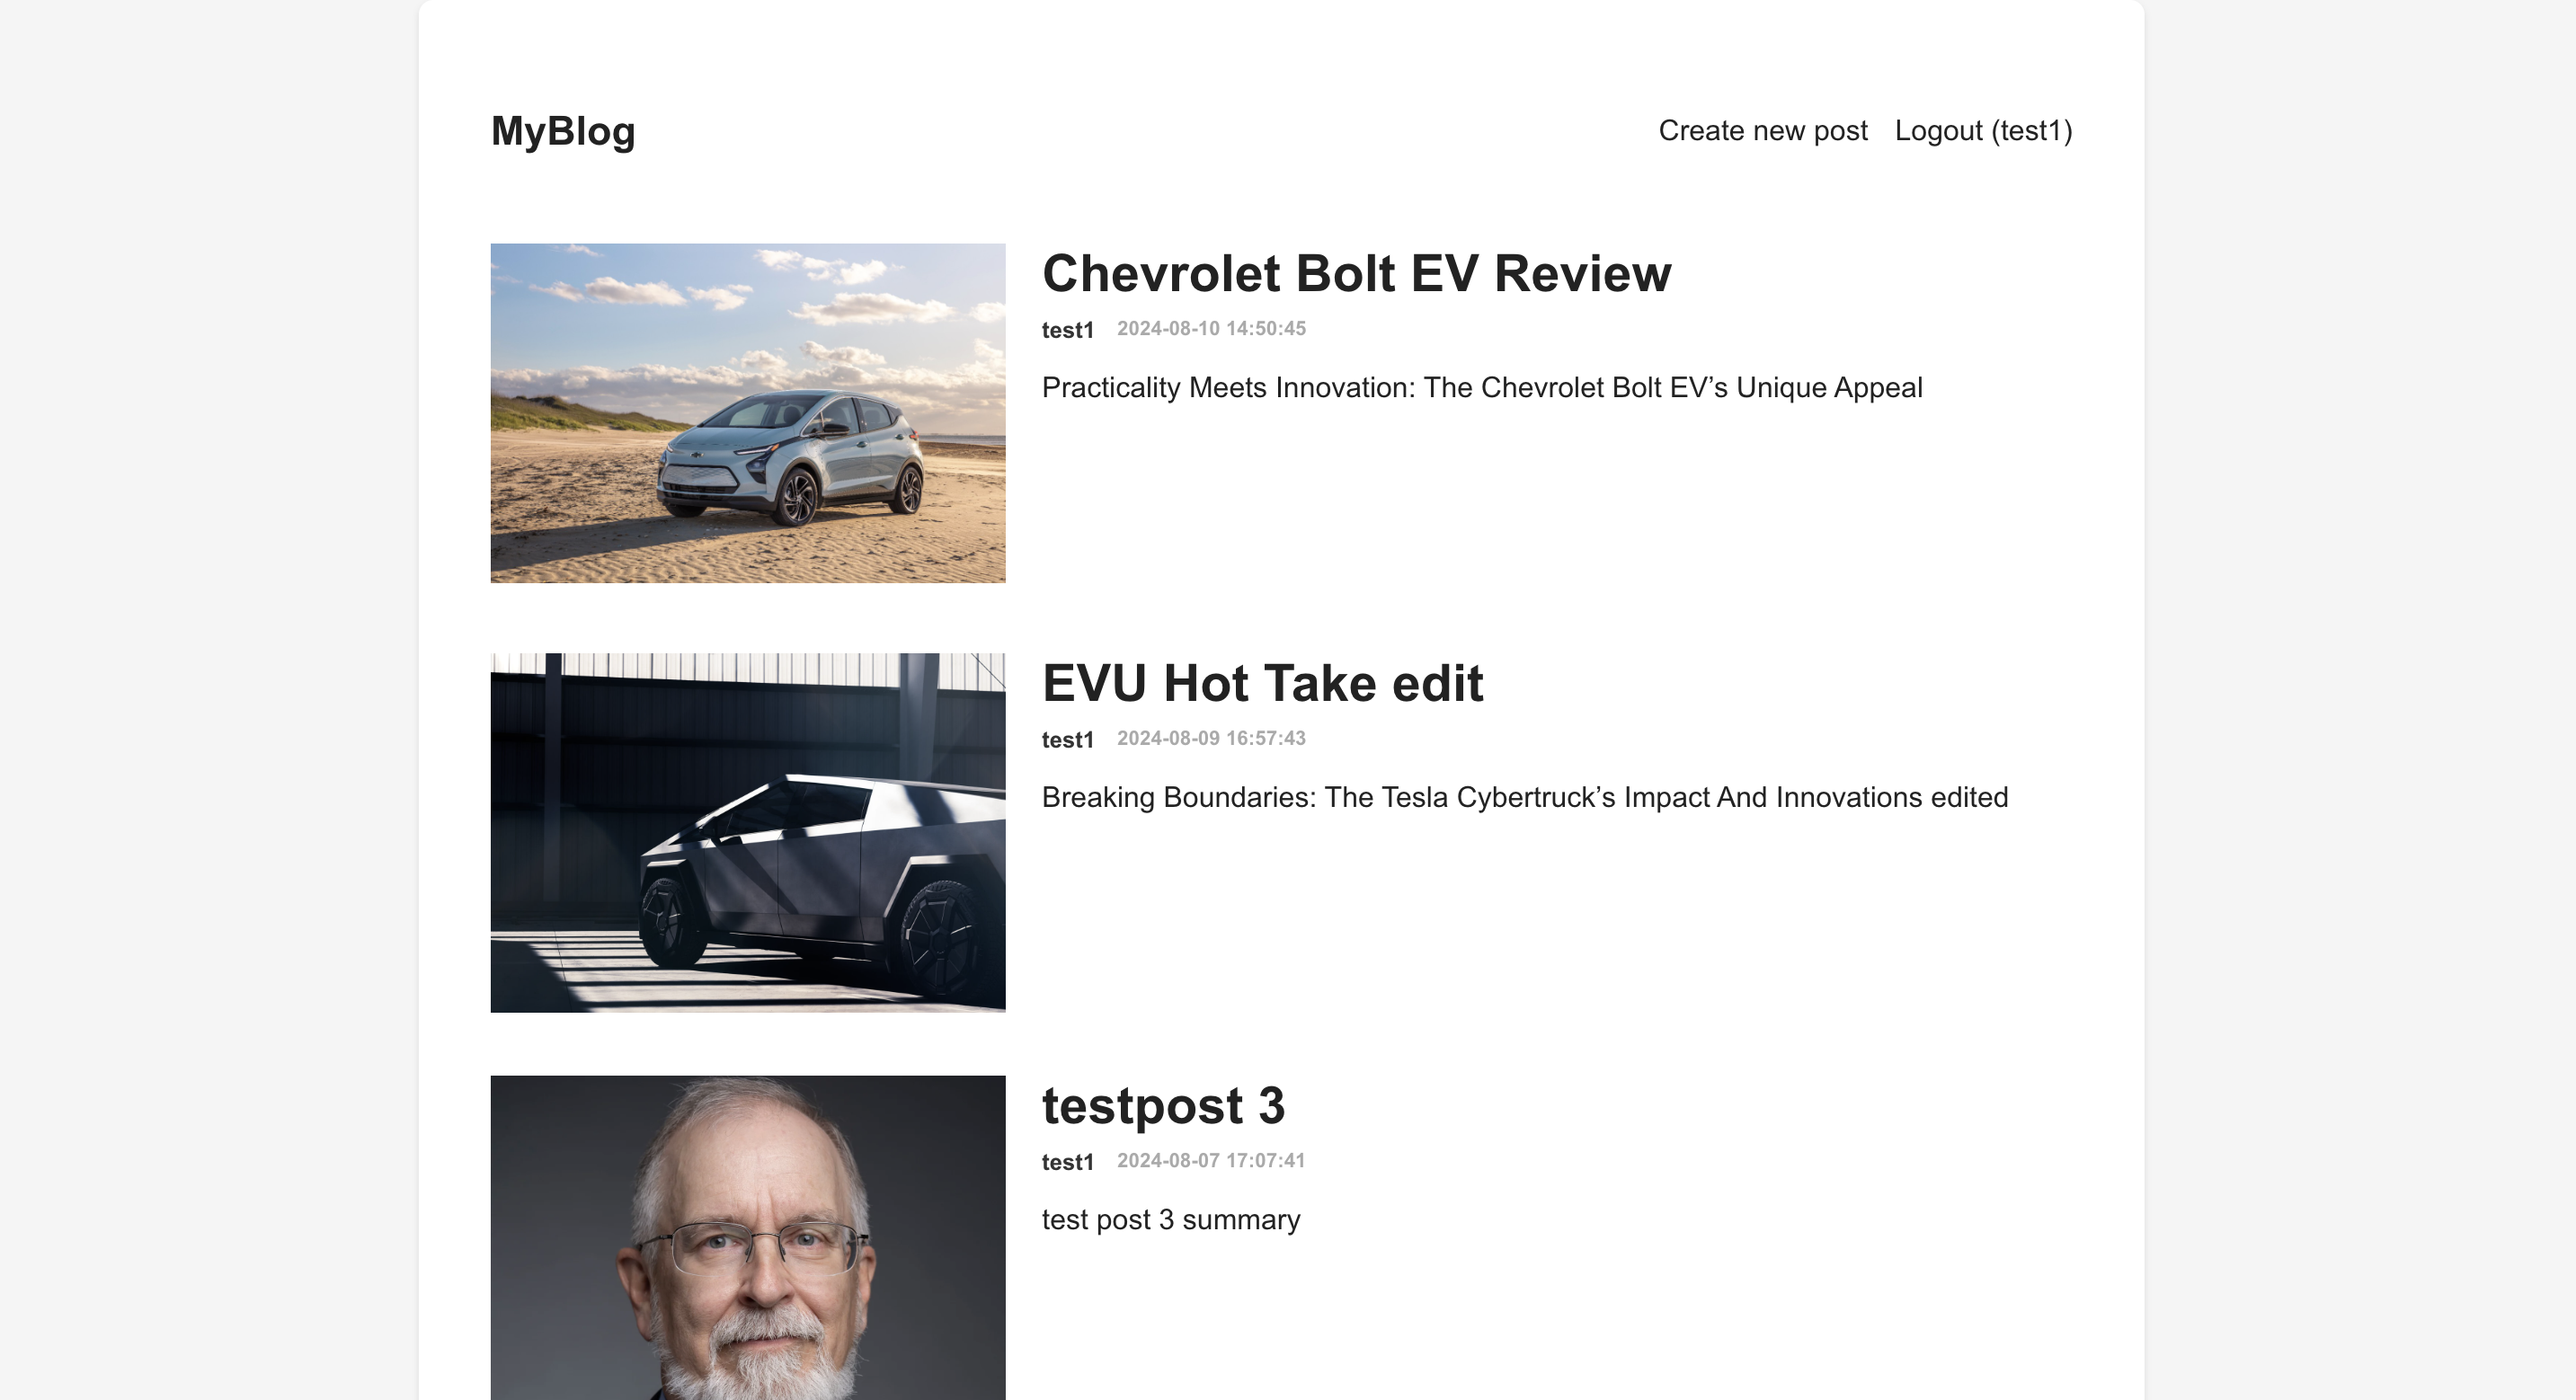 MyBlog
Create new post Logout (test1)
Chevrolet Bolt EV Review
test1 2024-08-10 14:50:45
Practicality Meets Innovation: The Chevrolet Bolt EV’s Unique Appeal
EVU Hot Take edit
test1 2024-08-09 16:57:43
Breaking Boundaries: The Tesla Cybertruck’s Impact And Innovations edited
testpost 3
test1 2024-08-07 17:07:41
test post 3 summary